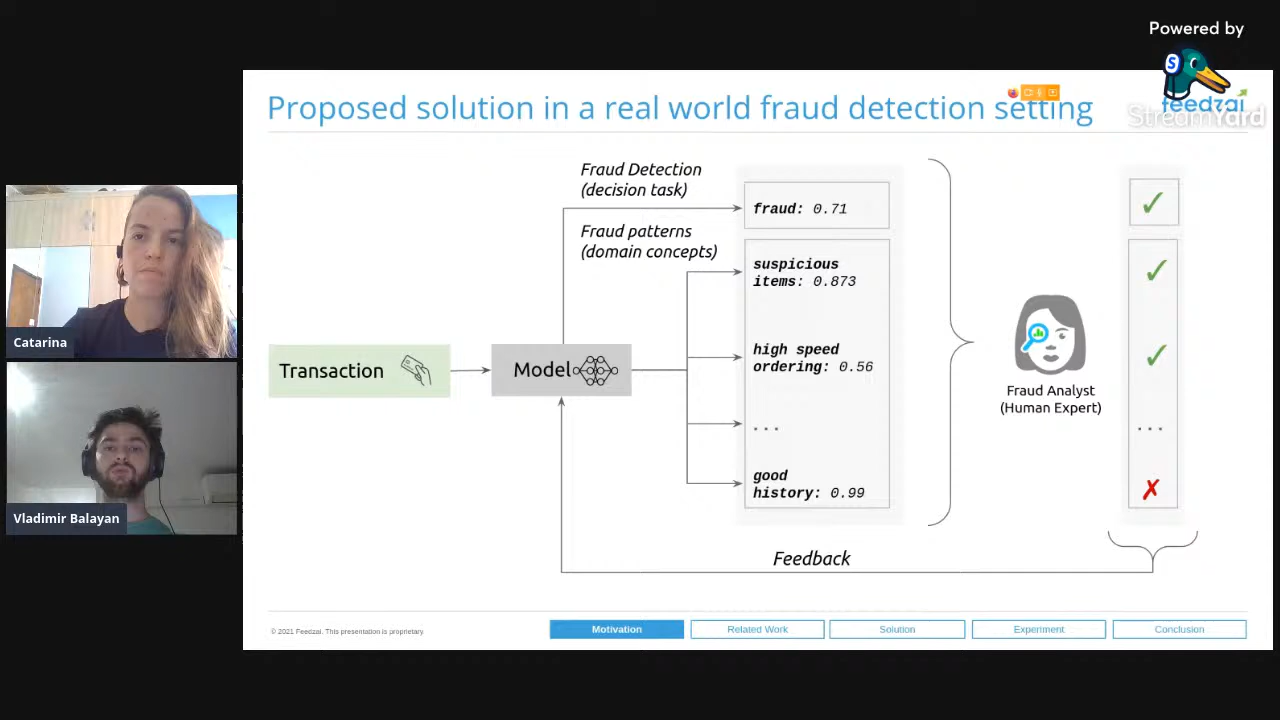 Powered by
S
Proposed solution in a real world fraud detection setting
feedzai
StreamYard
Fraud Detection
(decision task)
fraud: 0.71
Fraud patterns
(domain concepts)
suspicious
items: 0.873
Transaction
Model
high speed
ordering: 0.56
...
good
history: 0.99
Fraud Analyst
(Human Expert)
...
Feedback
Catarina
Vladimir Balayan
© 2021 Feedzai. This presentation is proprietary.
Motivation
Related Work
Solution
Experiment
Conclusion